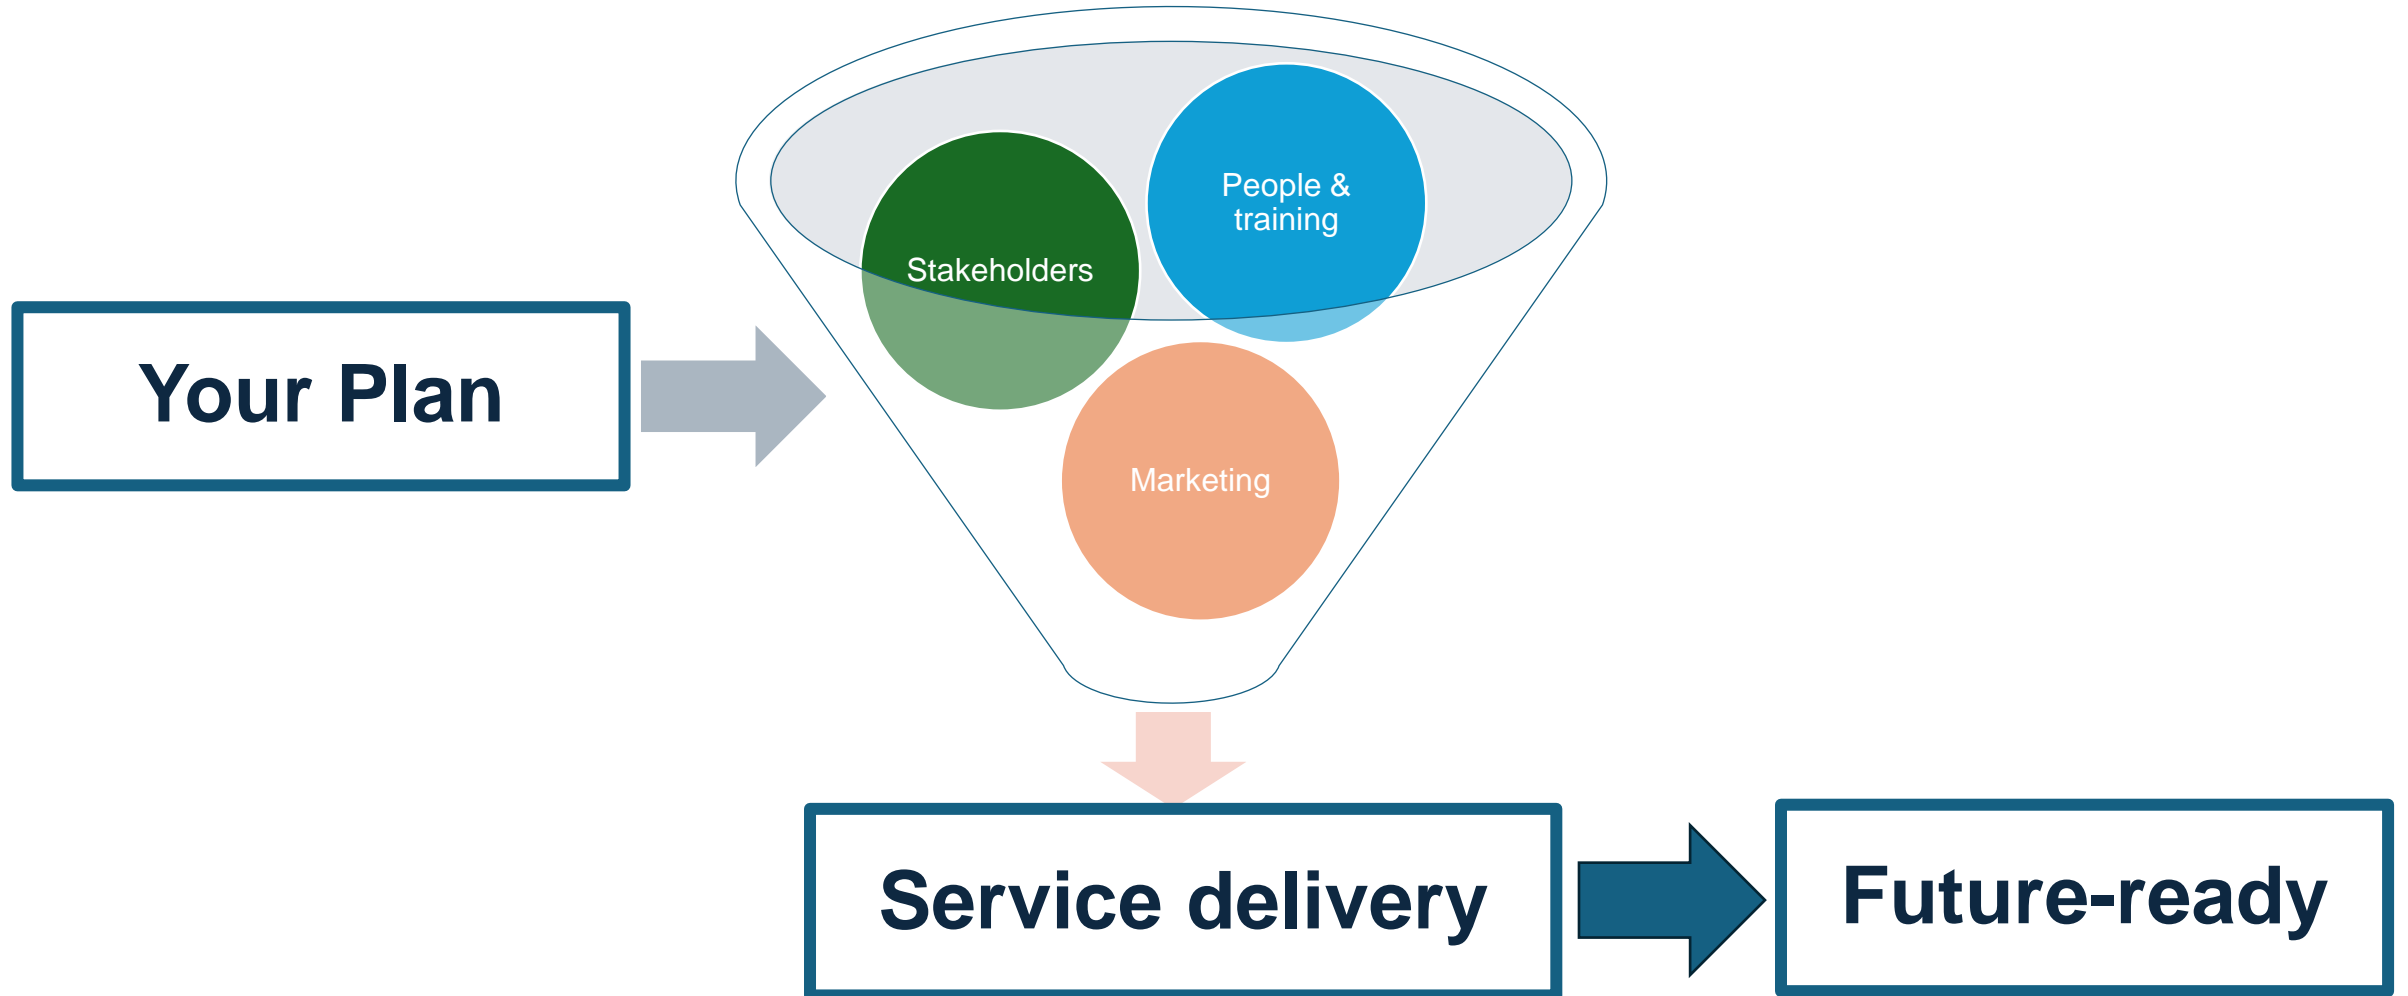 People &
training
Stakeholders
Your Plan
Marketing
Service delivery
Future-ready